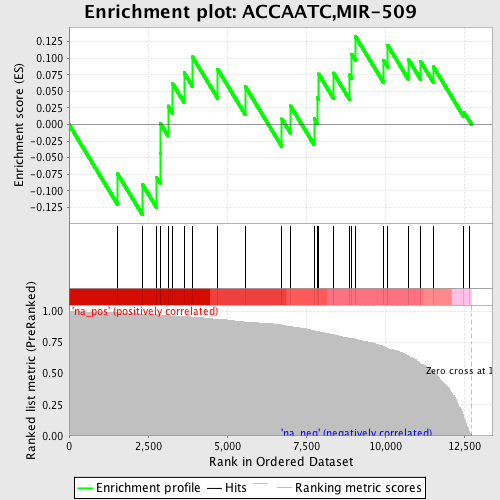 Enrichment plot: ACCAATC,MIR-509
Enrichment score (ES)
0.125
0.100
0.075
0.050
0.025
0.000
-0.025
-0.050
-0.075
-0.100
-0.125
'na_pos' (positively correlated)
Ranked list metric (PreRanked)
1.00
0.75
0.50
0.25
0.00
Zero cross at 1
'na_neg' (negatively correlated)
0
2,500
5,000
7,500
10,000
12,500
Rank in Ordered Dataset
Enrichment profile
Hits
Ranking metric scores